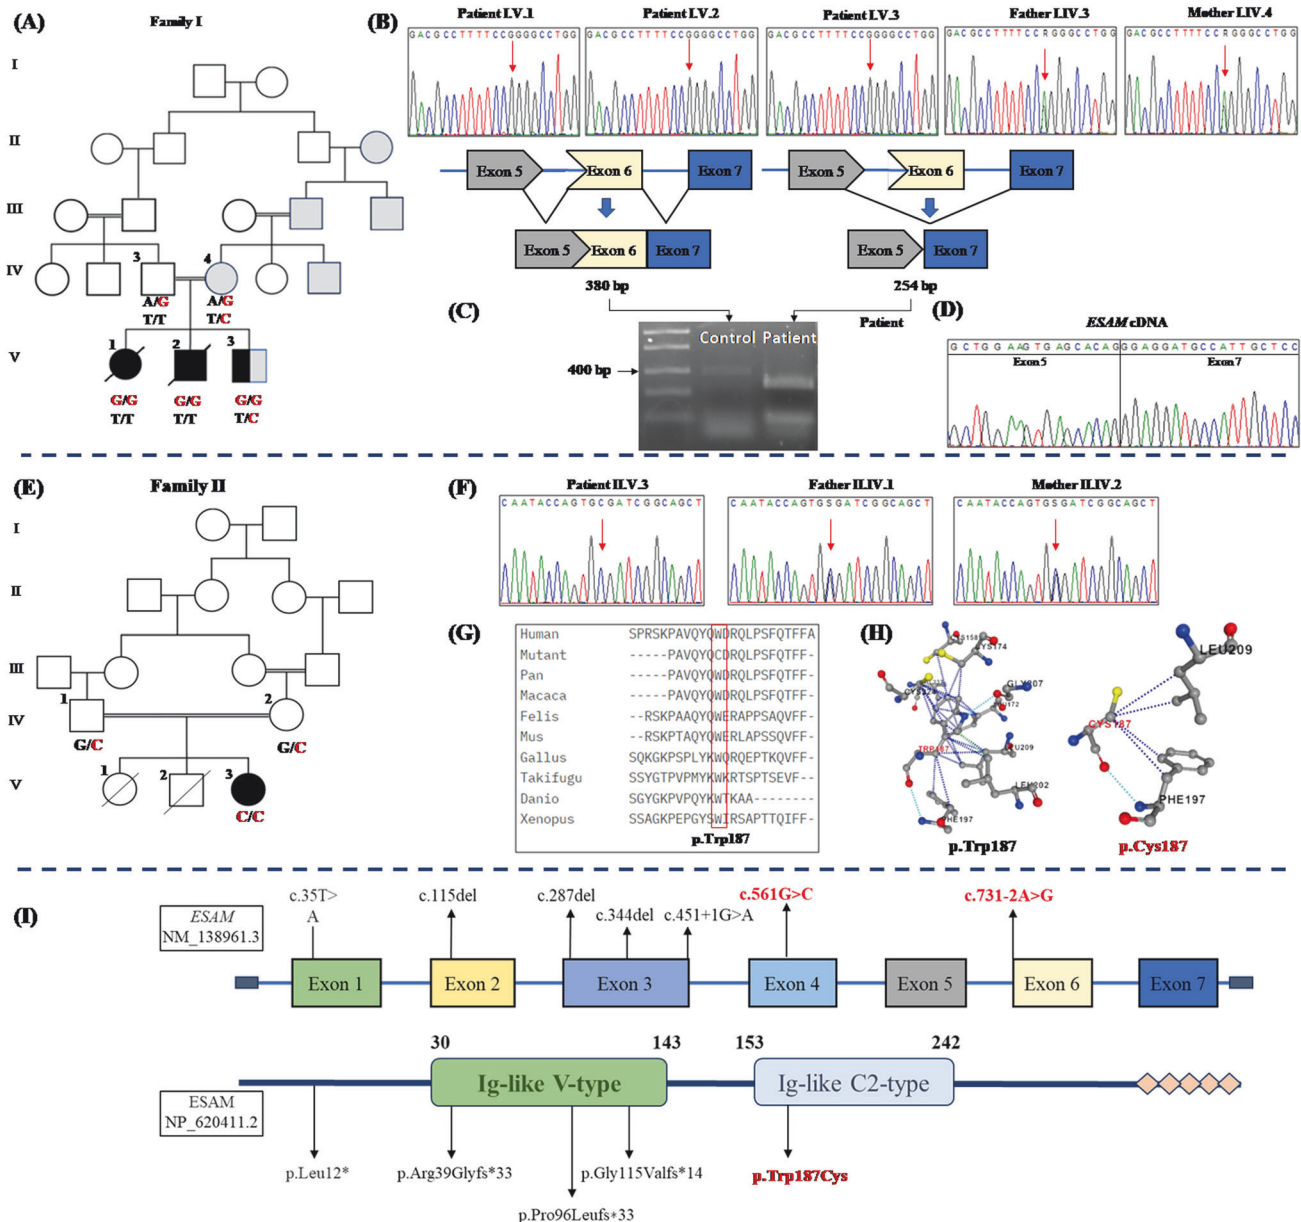 (A)
Family I
I
II
III
IV
V
3
4
A/G
T/T
A/G
T/C
1
2
3
G/G
T/T
G/G
T/T
G/G
T/C
(B)
Patient I.V.1
Patient I.V.2
Patient I.V.3
Father I.IV.3
Mother I.IV.4
GACGCCTTTTCCGGGGCCTGG
GACGCCTTTTCCGGGGCCTGG
GACGCCTTTTCCGGGGCCTGG
GACGCCTTTTCCRGGGCCTGG
GACGCCTTTTCCRGGGCCTGG
Exon 5
Exon 6
Exon 7
Exon 5
Exon 6
Exon 7
Exon 5
Exon 6
Exon 7
Exon 5
Exon 7
380 bp
254 bp
(C)
Control
Patient
400 bp
Patient
(D)
ESAM cDNA
GCTGGAAGTGAGCACAGGGAGGATGCCATTGCTCC
Exon 5
Exon 7
(E)
Family II
I
II
III
IV
V
1
2
G/C
G/C
1
2
3
C/C
(F)
Patient II.V.3
Father II.IV.1
Mother II.IV.2
CAATACCAGTGCGATCGGCAGCT
CAATACCAGTGSGATCGGCAGCT
CAATACCAGTGSGATCGGCAGCT
(G)
Human SPRSKPAVQYQWDRQLPSFQTFFA
Mutant -----PAVQYQCDRQLPSFQTFF-
Pan -----PAVQYQWDRQLPSFQTFF-
Macaca -----PAVQYQWDRQLPSFQTFF-
Felis --RSKPAAQYQWERAPPSAQVFF-
Mus --RSKPTAQYQWERLAPSSQVFF-
Gallus SQKGKPSPLYKWQRQEPTKQVFF-
Takifugu SSYGTPVPMYKWKRTSPTSEVF--
Danio SGYGKPVPQYKWTKAA--------
Xenopus SSAGKPEPGYSWIRSAPTTQIFF-
p.Trp187
(H)
CYS158
CYS174
GLY207
TRP187
LEU202
PHE197
p.Trp187
LEU209
CYS187
PHE197
p.Cys187
(I)
ESAM
NM_138961.3
c.35T>
A
c.115del
c.287del
c.344del
c.451+1G>A
c.561G>C
c.731-2A>G
Exon 1
Exon 2
Exon 3
Exon 4
Exon 5
Exon 6
Exon 7
30
143
153
242
Ig-like V-type
Ig-like C2-type
ESAM
NP_620411.2
p.Leu12*
p.Arg39Glyfs*33
p.Pro96Leufs*33
p.Gly115Valfs*14
p.Trp187Cys